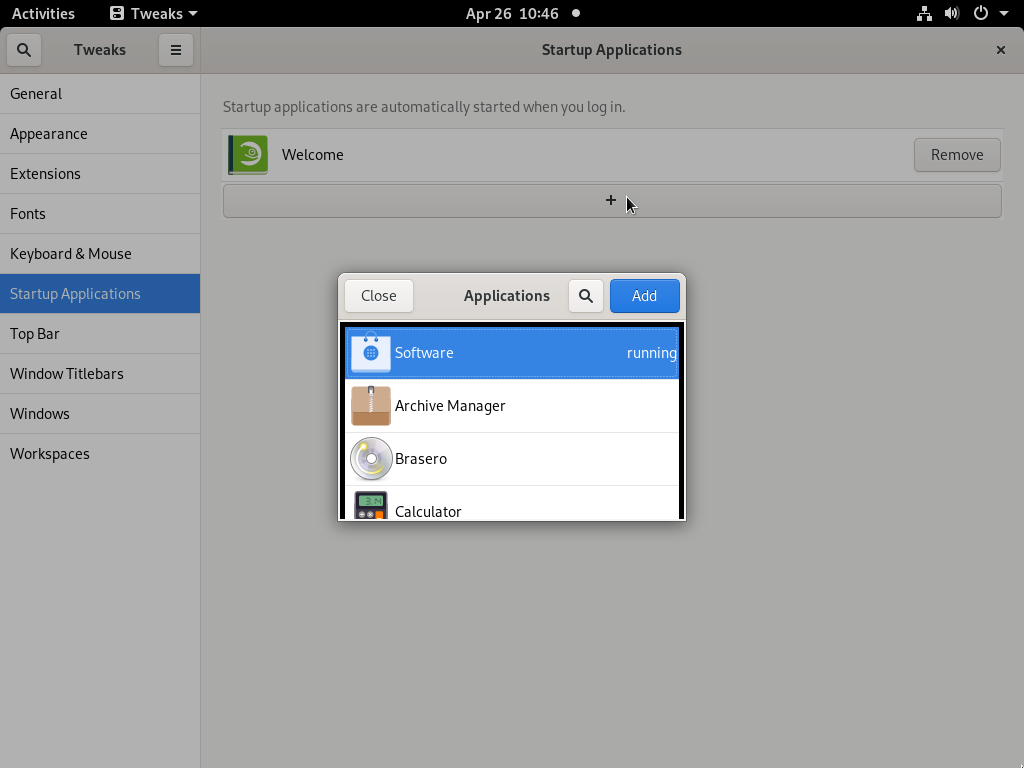 Activities
Tweaks
Apr 26 10:46
Tweaks
Startup Applications
General
Appearance
Extensions
Fonts
Keyboard & Mouse
Startup Applications
Top Bar
Window Titlebars
Windows
Workspaces
Startup applications are automatically started when you log in.
Welcome
Remove
+
Close
Applications
Add
Software
running
Archive Manager
Brasero
Calculator